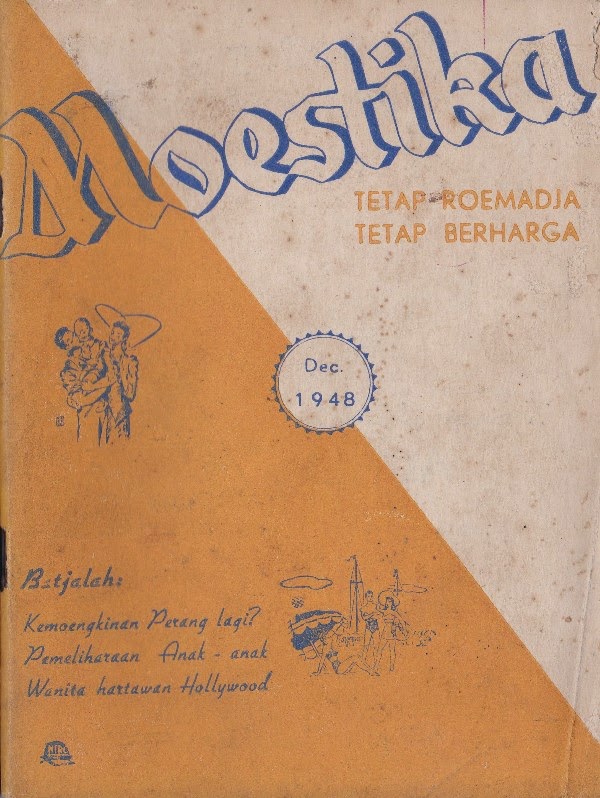 Moestika
TETAP ROEMADJA
TETAP BERHARGA
Dec.
1948
Batjalah:
Kemoengkinan Perang lagi?
Pemeliharaan Anak-anak
Wanita hartawan Hollywood